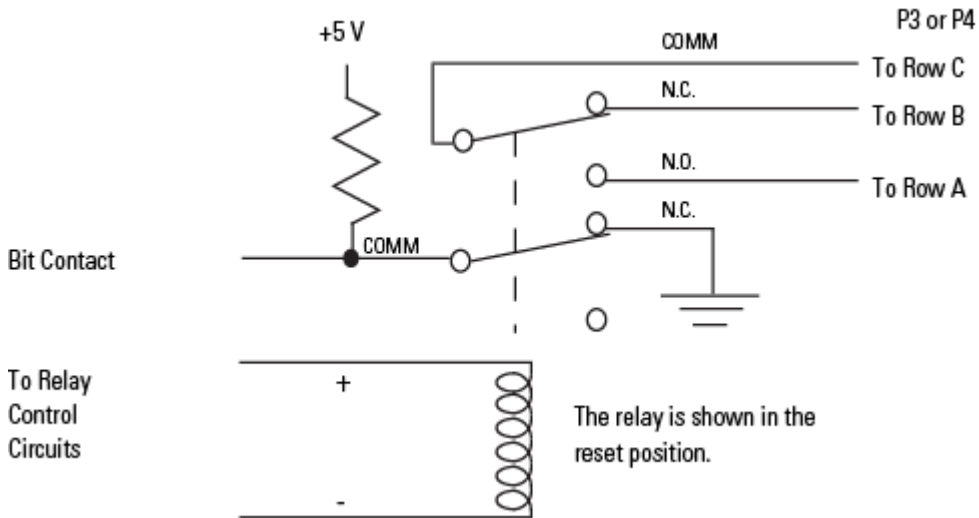 P3 or P4
+5 V
COMM
To Row C
N.C.
To Row B
N.O.
To Row A
N.C.
COMM
Bit Contact
To Relay
Control
Circuits
+
-
The relay is shown in the
reset position.